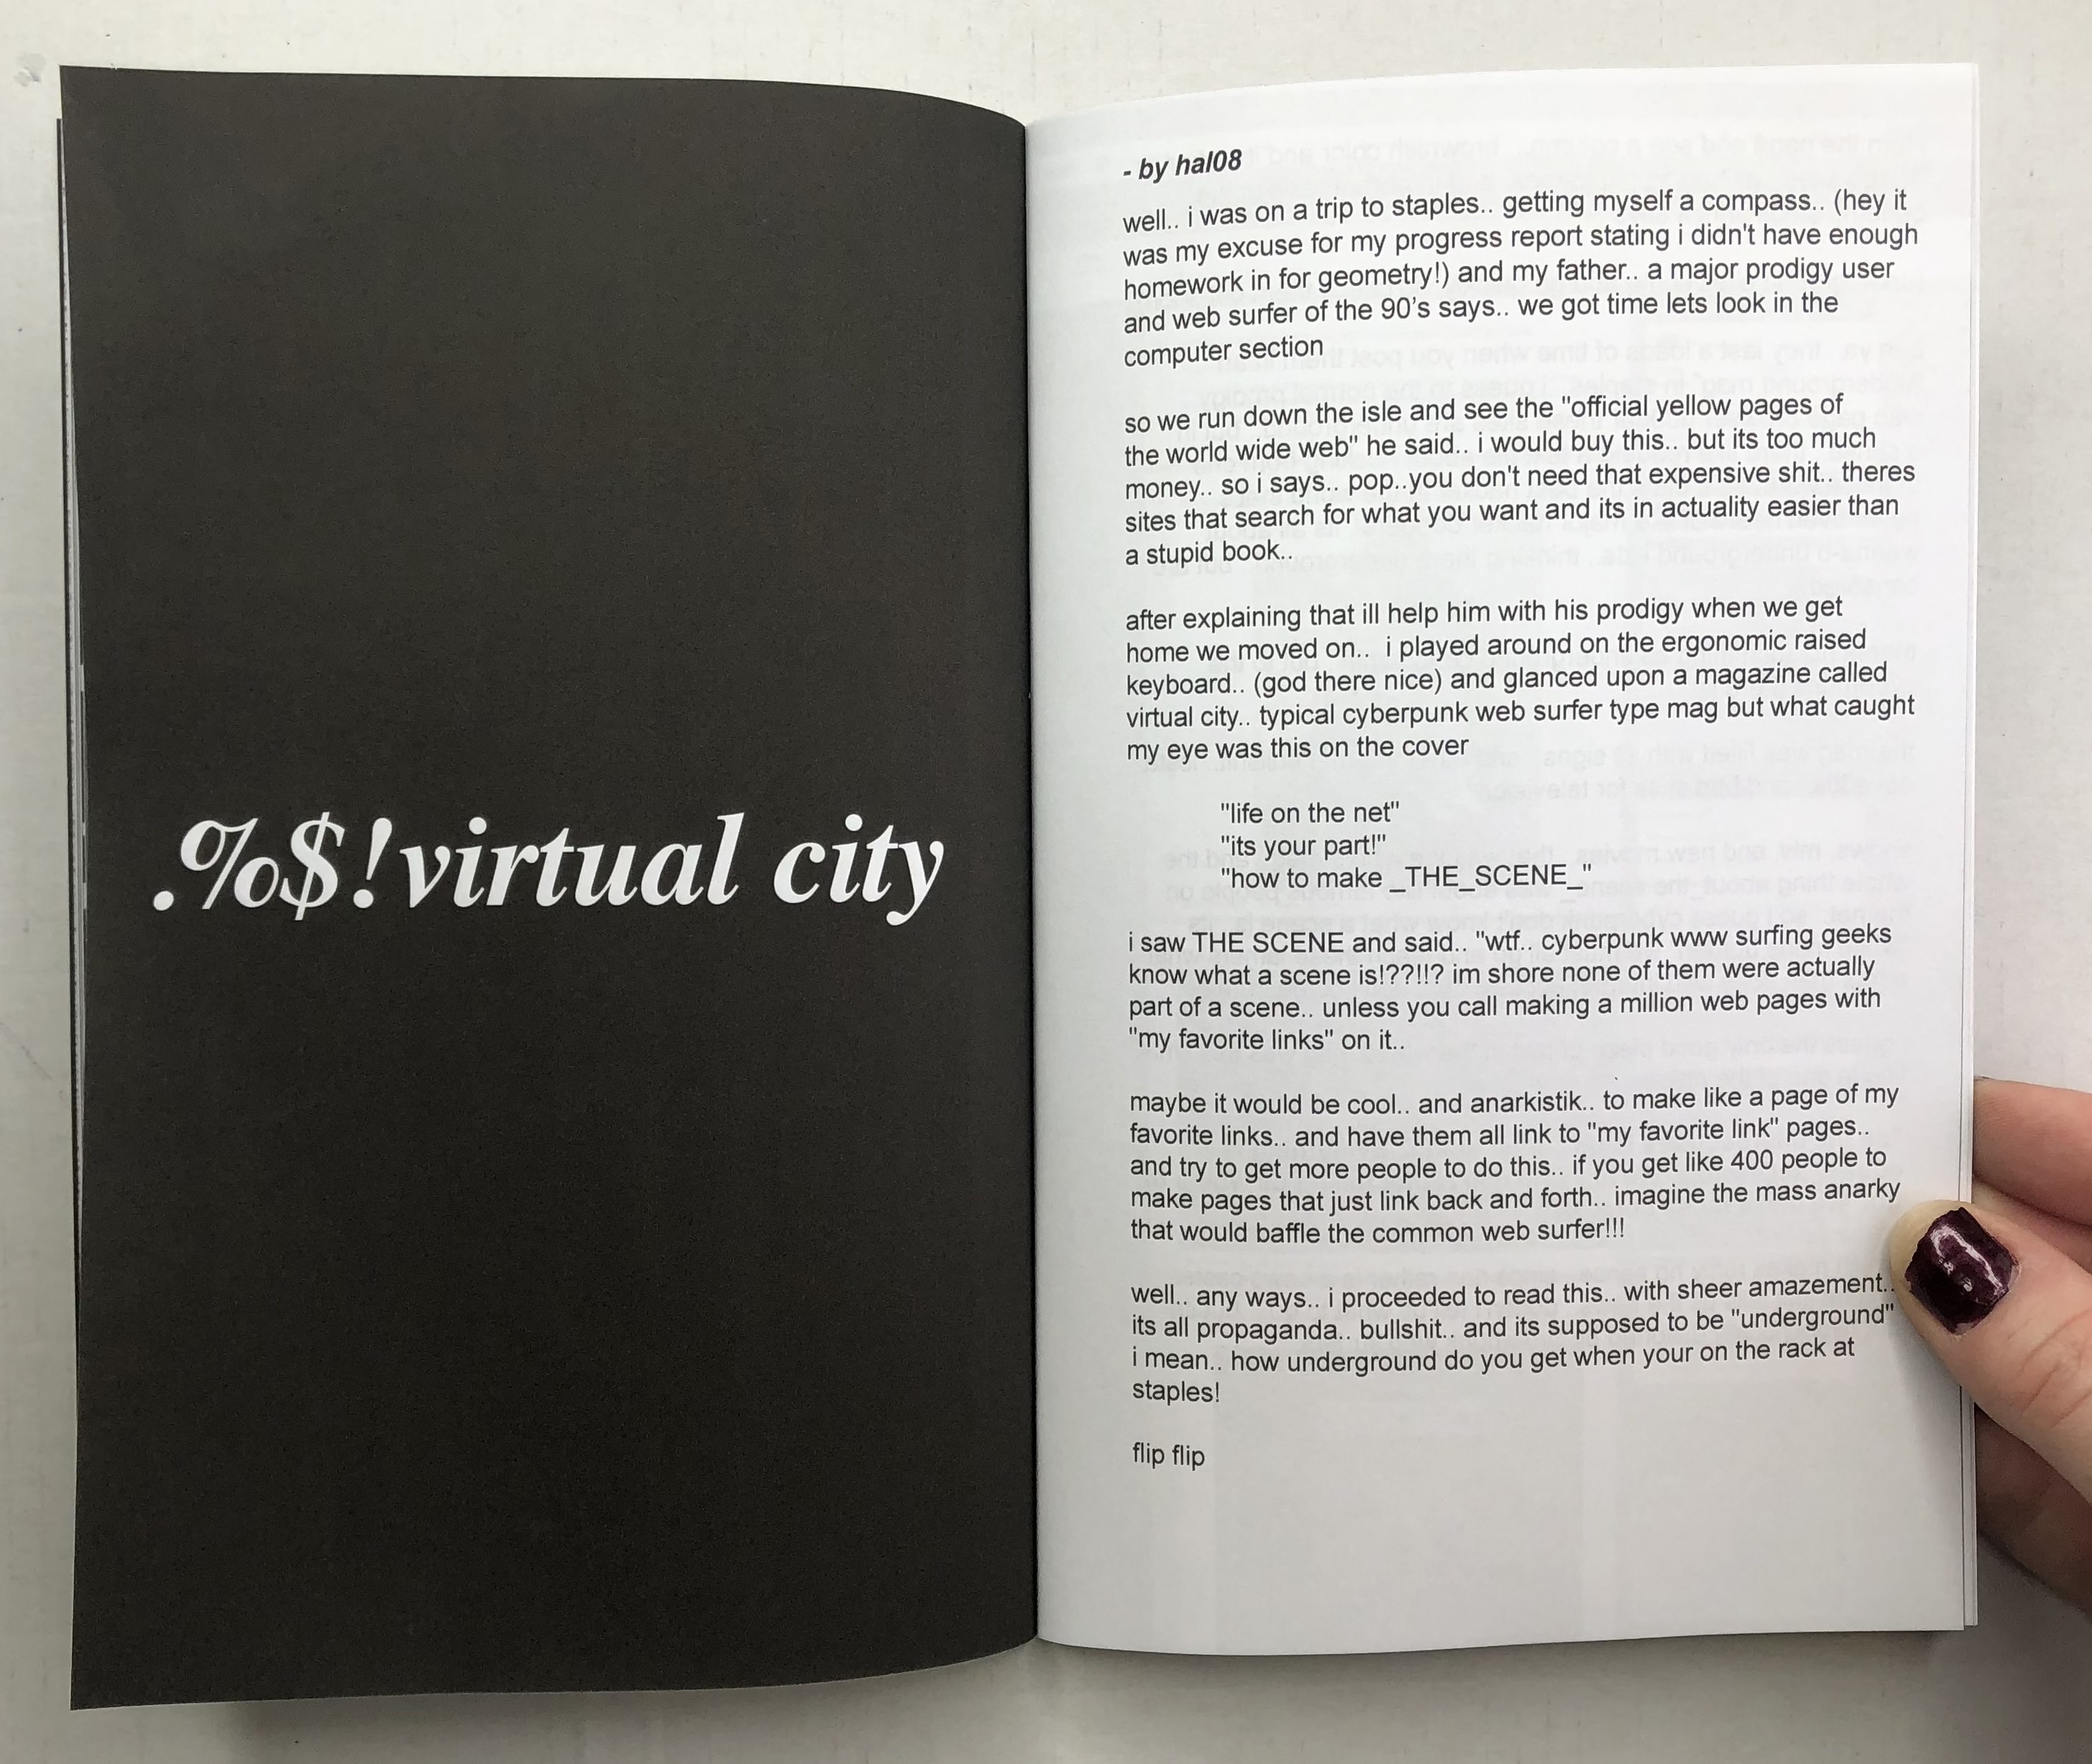 .%$!virtual city
- by hal08
well.. i was on a trip to staples.. getting myself a compass.. (hey it
was my excuse for my progress report stating i didn't have enough
homework in for geometry!) and my father.. a major prodigy user
and web surfer of the 90's says.. we got time lets look in the
computer section
so we run down the isle and see the "official yellow pages of
the world wide web" he said.. i would buy this.. but its too much
money.. so i says.. pop..you don't need that expensive shit.. theres
sites that search for what you want and its in actuality easier than
a stupid book..
after explaining that ill help him with his prodigy when we get
home we moved on..  i played around on the ergonomic raised
keyboard.. (god there nice) and glanced upon a magazine called
virtual city.. typical cyberpunk web surfer type mag but what caught
my eye was this on the cover
"life on the net"
"its your part!"
"how to make _THE_SCENE_"
i saw THE SCENE and said.. "wtf.. cyberpunk www surfing geeks
know what a scene is!??!!? im shore none of them were actually
part of a scene.. unless you call making a million web pages with
"my favorite links" on it..
maybe it would be cool.. and anarkistik.. to make like a page of my
favorite links.. and have them all link to "my favorite link" pages..
and try to get more people to do this.. if you get like 400 people to
make pages that just link back and forth.. imagine the mass anarky
that would baffle the common web surfer!!!
well.. any ways.. i proceeded to read this.. with sheer amazement..
its all propaganda.. bullshit.. and its supposed to be "underground"
i mean.. how underground do you get when your on the rack at
staples!
flip flip